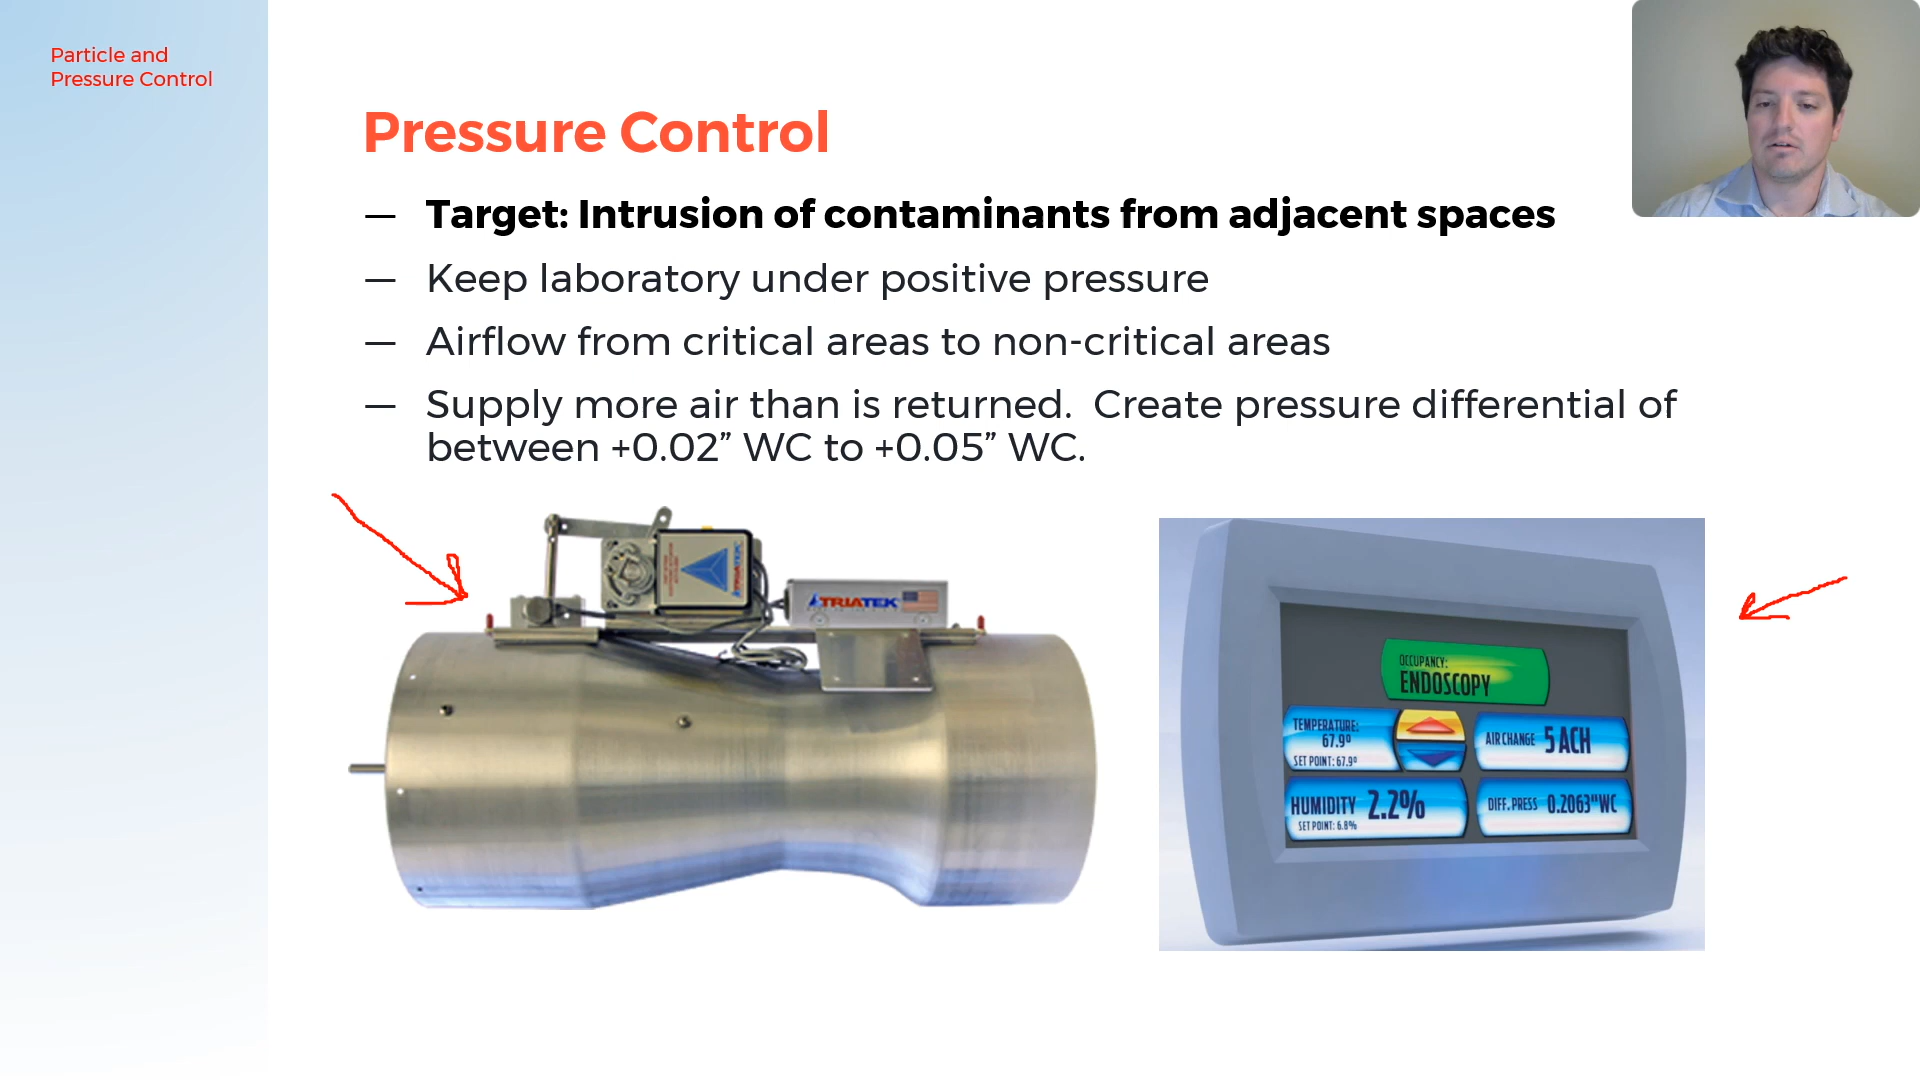 Particle and
Pressure Control
Pressure Control
— Target: Intrusion of contaminants from adjacent spaces
— Keep laboratory under positive pressure
— Airflow from critical areas to non-critical areas
— Supply more air than is returned.  Create pressure differential of
between +0.02” WC to +0.05” WC.
TRIATEK
TRIATEK
OCCUPANCY:
ENDOSCOPY
TEMPERATURE:
67.9º
SET POINT: 67.9º
AIR CHANGE 5 ACH
HUMIDITY 2.2%
SET POINT: 6.8%
DIFF. PRESS 0.2063"WC